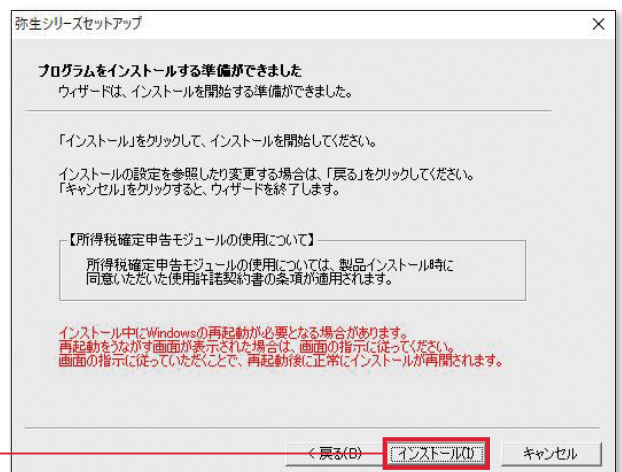 弥生シリーズセットアップ
プログラムをインストールする準備ができました
ウィザードは、インストールを開始する準備ができました。
「インストール」をクリックして、インストールを開始してください。
インストールの設定を参照したり変更する場合は、「戻る」をクリックしてください。
「キャンセル」をクリックすると、ウィザードを終了します。
【所得税確定申告モジュールの使用について】
所得税確定申告モジュールの使用については、製品インストール時に
同意いただいた使用許諾契約書の条項が適用されます。
インストール中にWindowsの再起動が必要となる場合があります。
再起動をうながす画面が表示された場合は、画面の指示に従ってください。
画面の指示に従っていただくことで、再起動後に正常にインストールが再開されます。
< 戻る(B) インストール(I) キャンセル